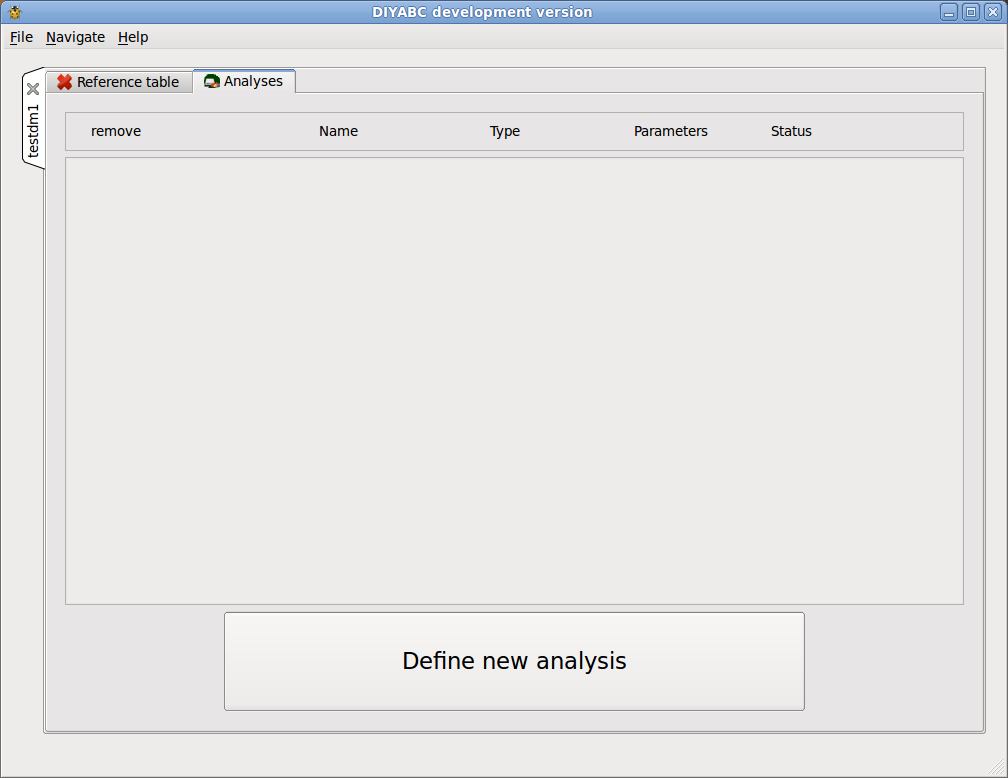 DIYABC development version
File Navigate Help
testdm1
Reference table Analyses
remove Name Type Parameters Status
Define new analysis